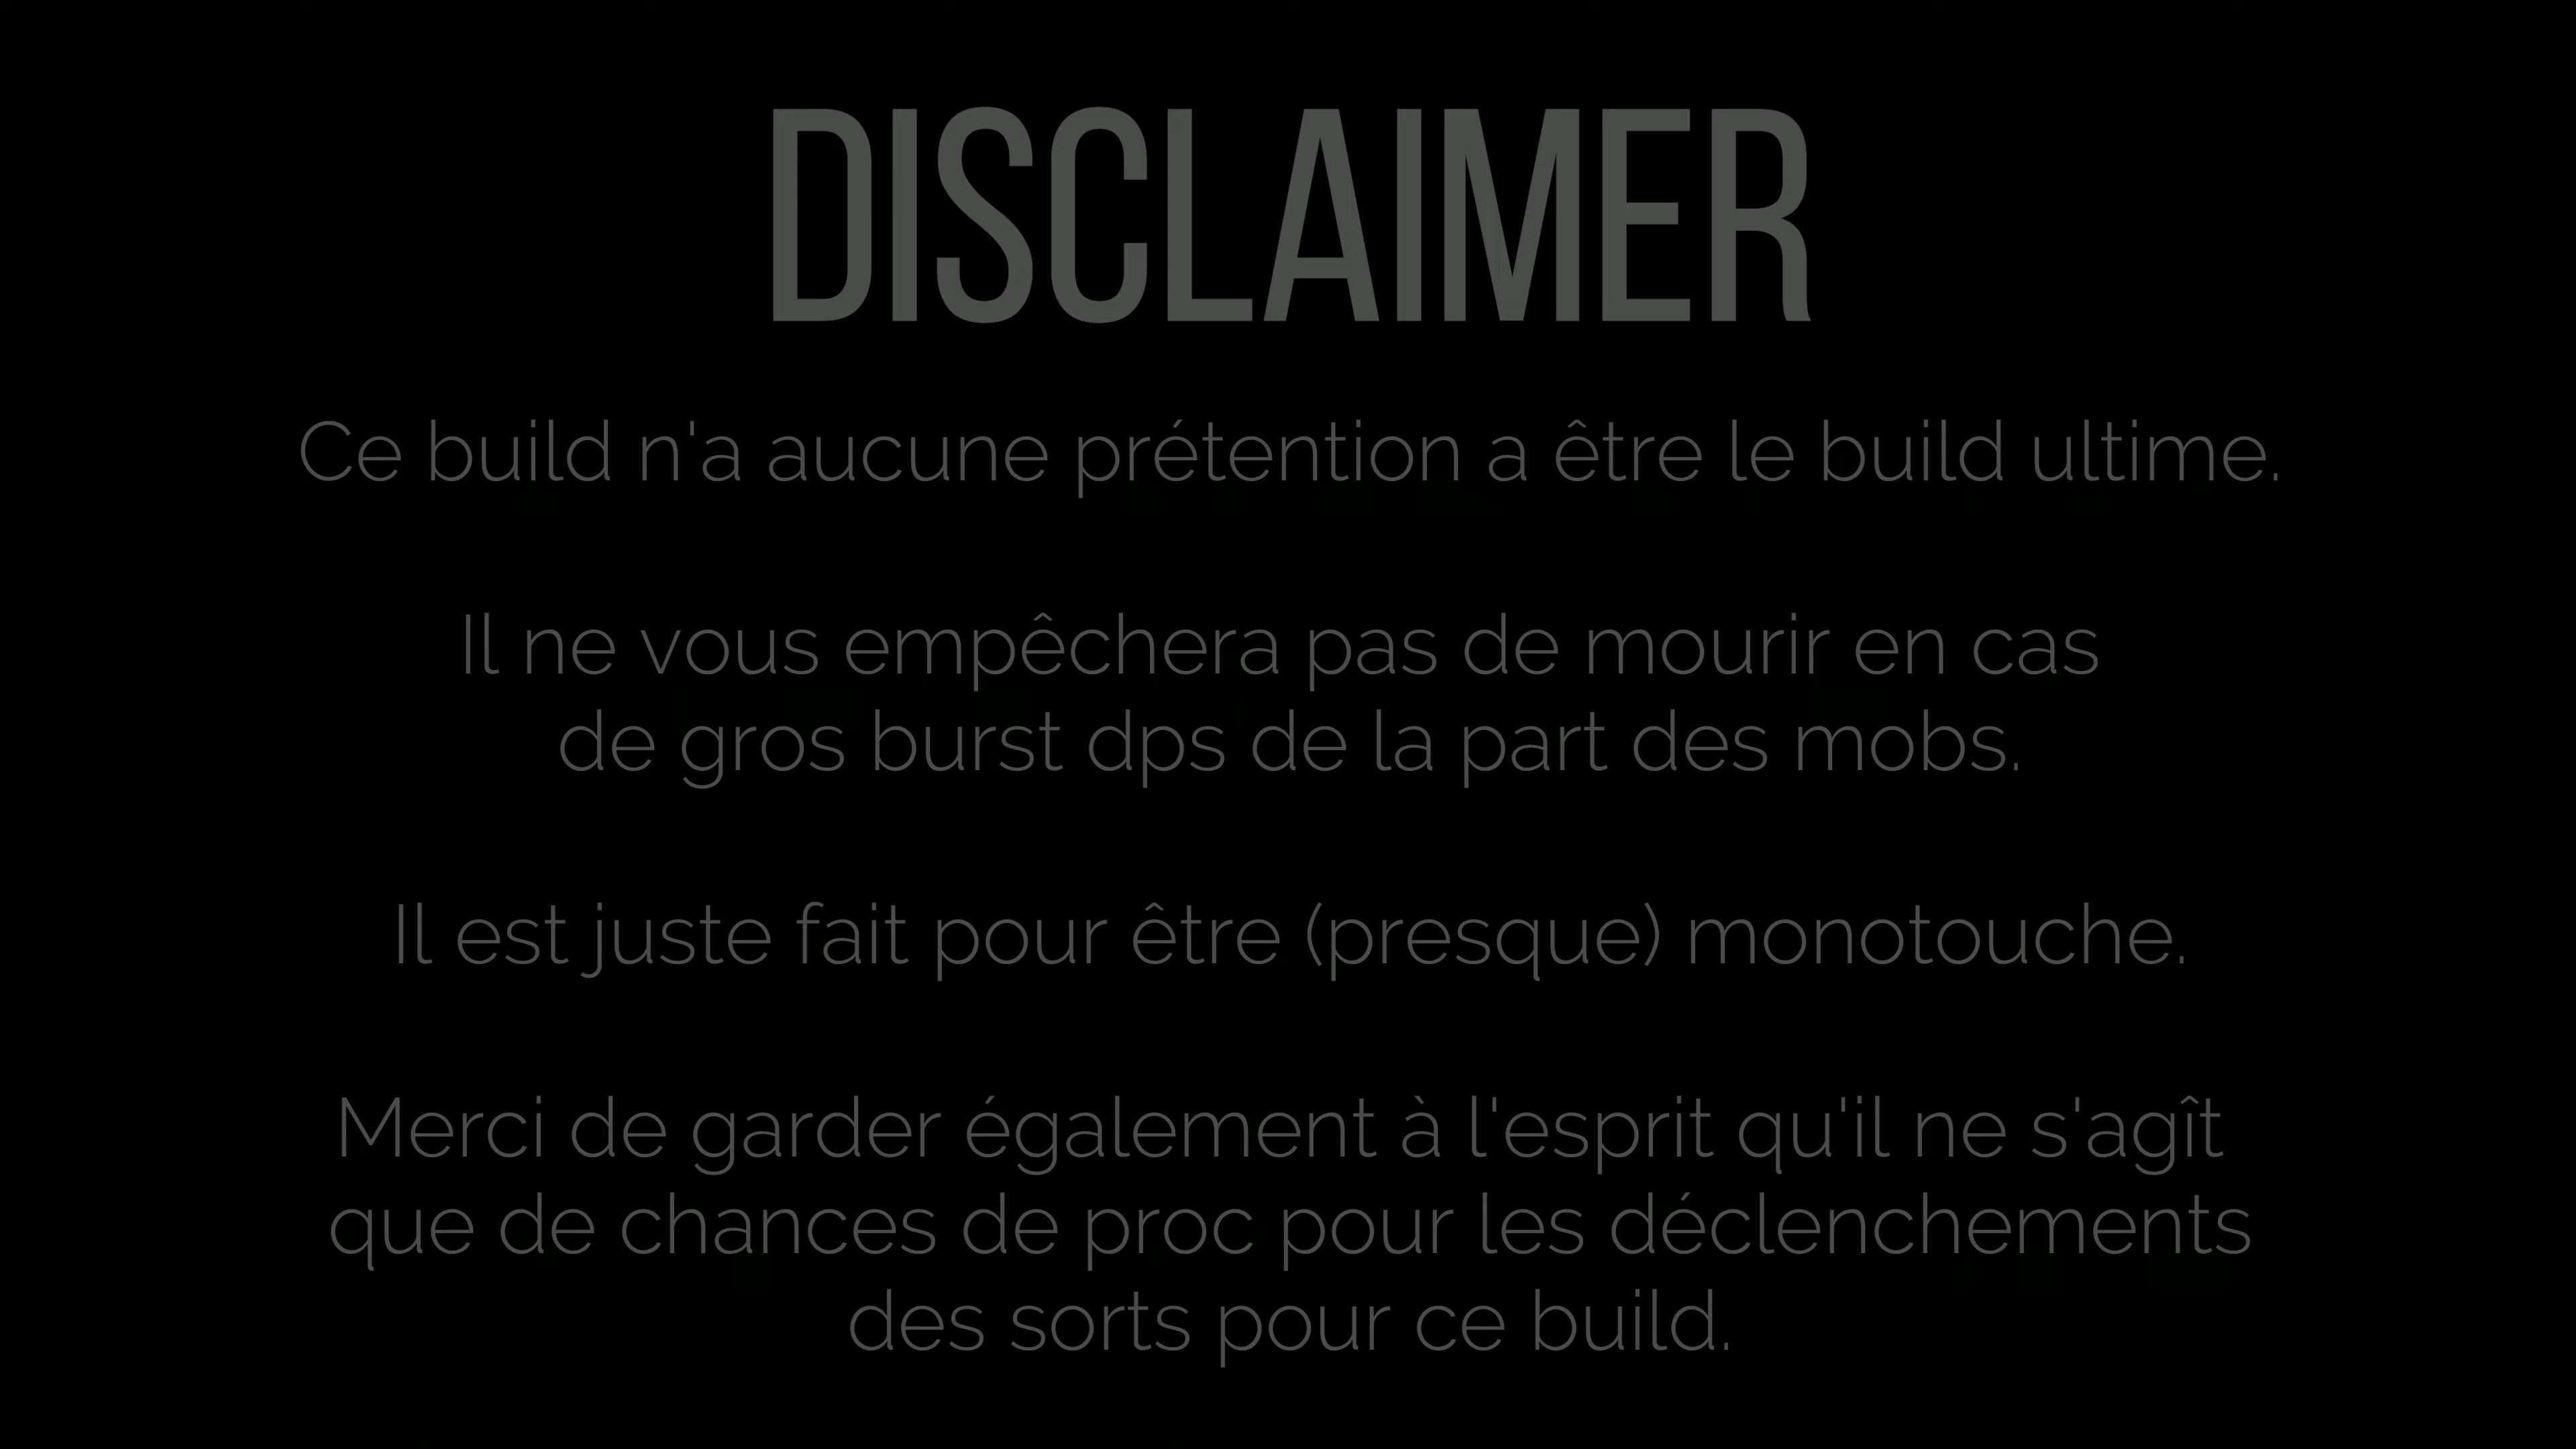 DISCLAIMER
Ce build n'a aucune prétention a être le build ultime.
Il ne vous empêchera pas de mourir en cas
de gros burst dps de la part des mobs.
Il est juste fait pour être (presque) monotouche.
Merci de garder également à l'esprit qu'il ne s'agît
que de chances de proc pour les déclenchements
des sorts pour ce build.